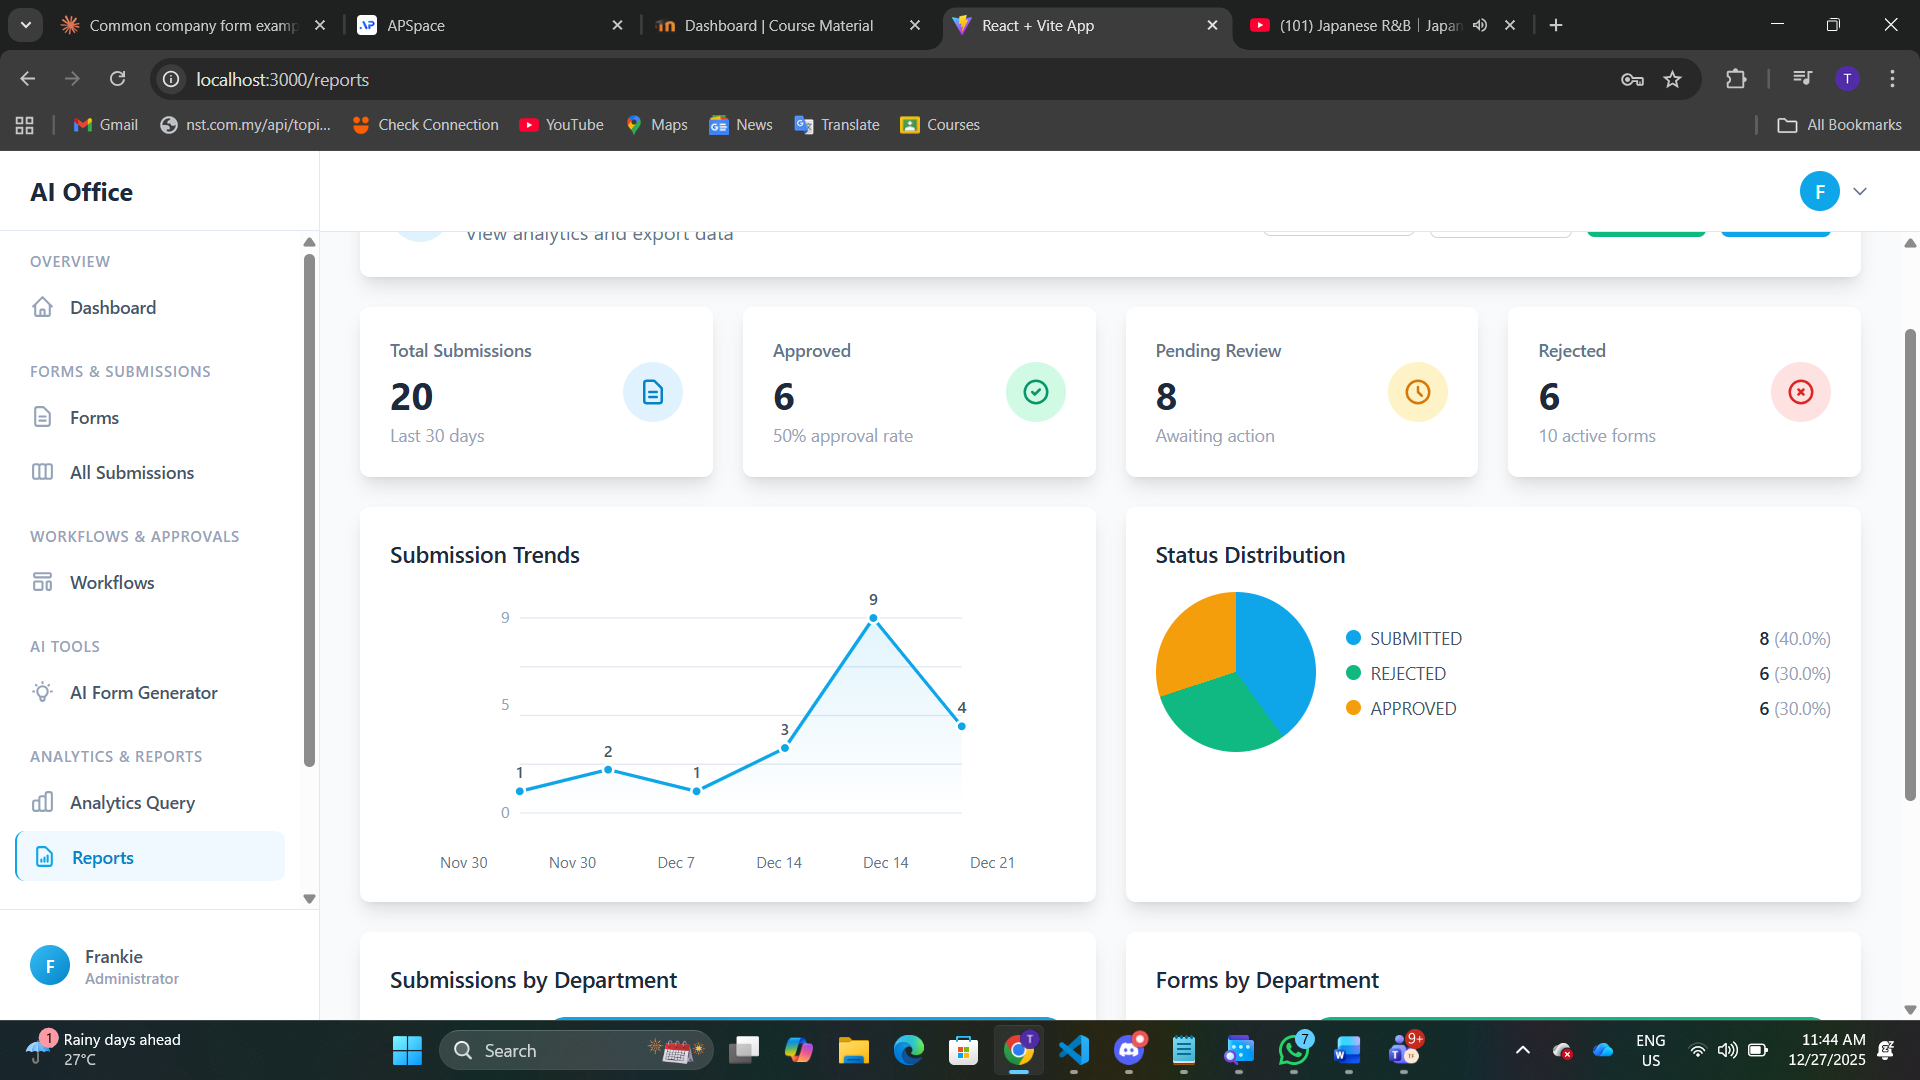 Common company form examp
APSpace
Dashboard | Course Material
React + Vite App
(101) Japanese R&B | Japan
localhost:3000/reports
T
Gmail
nst.com.my/api/topi...
Check Connection
YouTube
Maps
News
Translate
Courses
All Bookmarks
AI Office
F
OVERVIEW
Dashboard
FORMS & SUBMISSIONS
Forms
All Submissions
WORKFLOWS & APPROVALS
Workflows
AI TOOLS
AI Form Generator
ANALYTICS & REPORTS
Analytics Query
Reports
F
Frankie
Administrator
View analytics and export data
Total Submissions
20
Last 30 days
Approved
6
50% approval rate
Pending Review
8
Awaiting action
Rejected
6
10 active forms
Submission Trends
9
5
0
1
2
1
3
9
4
Nov 30
Nov 30
Dec 7
Dec 14
Dec 14
Dec 21
Status Distribution
SUBMITTED 8 (40.0%)
REJECTED 6 (30.0%)
APPROVED 6 (30.0%)
Submissions by Department
Forms by Department
1
Rainy days ahead
27°C
Search
T
7
9+
ENG
US
11:44 AM
12/27/2025